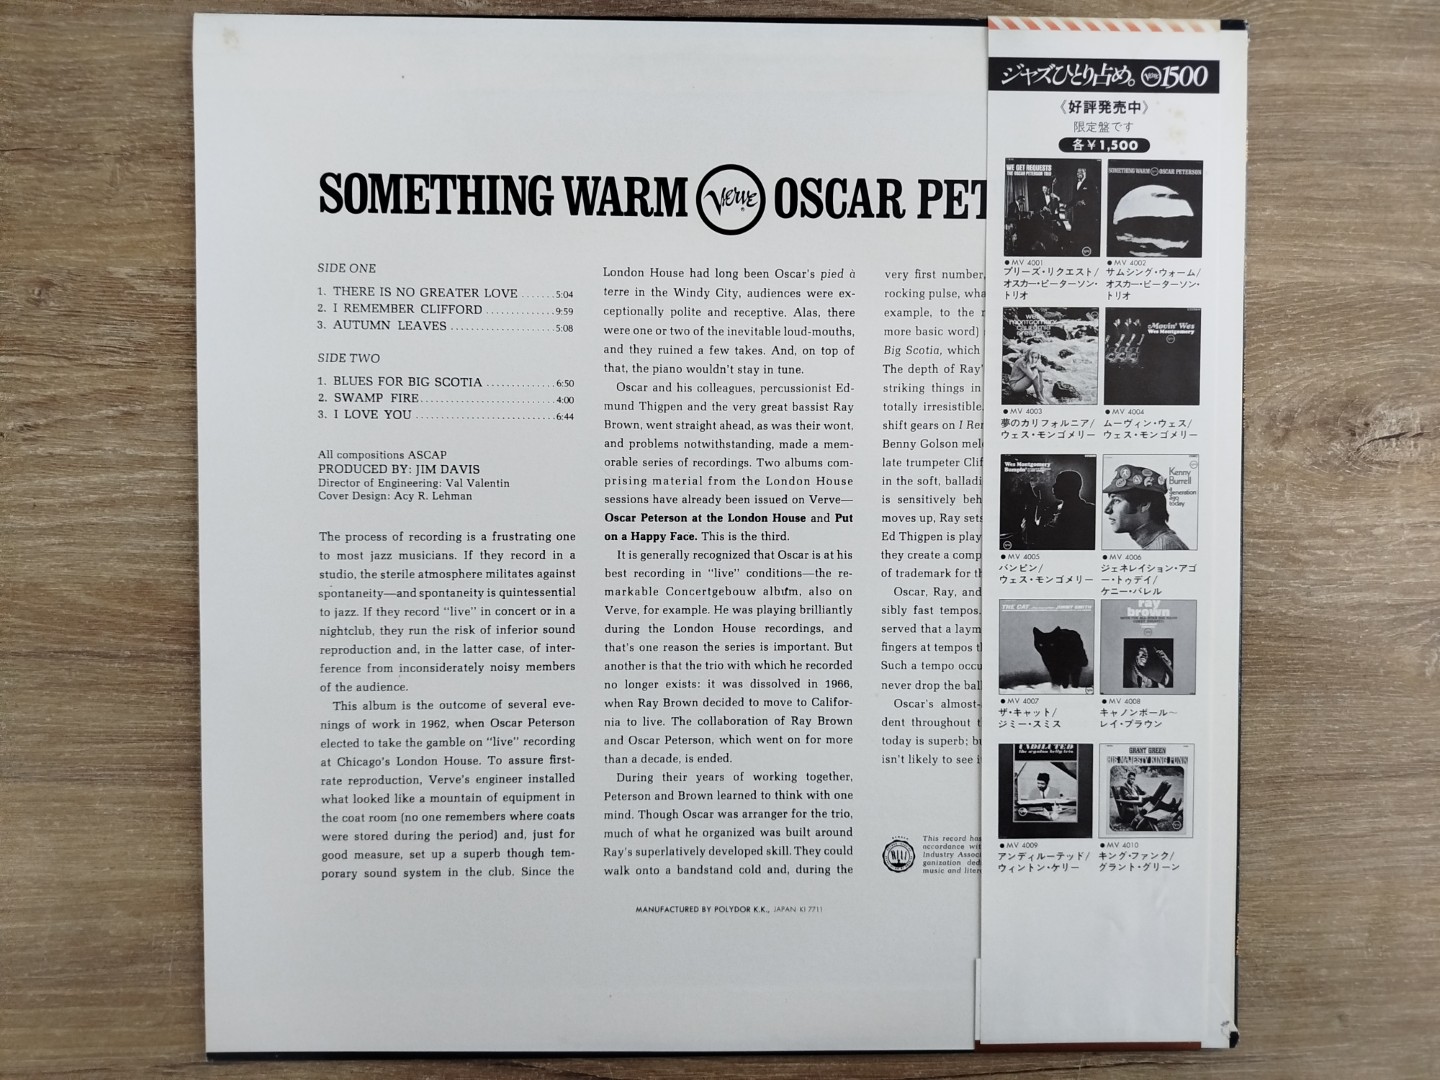 SOMETHING WARM Verve OSCAR PET
SIDE ONE
1. THERE IS NO GREATER LOVE .......5:04
2. I REMEMBER CLIFFORD ..............9:59
3. AUTUMN LEAVES ....................5:08
SIDE TWO
1. BLUES FOR BIG SCOTIA .............6:50
2. SWAMP FIRE..........................4:00
3. I LOVE YOU ...........................6:44
All compositions ASCAP
PRODUCED BY: JIM DAVIS
Director of Engineering: Val Valentin
Cover Design: Acy R. Lehman
The process of recording is a frustrating one
to most jazz musicians. If they record in a
studio, the sterile atmosphere militates against
spontaneity—and spontaneity is quintessential
to jazz. If they record "live" in concert or in a
nightclub, they run the risk of inferior sound
reproduction and, in the latter case, of inter-
ference from inconsiderately noisy members
of the audience.
This album is the outcome of several eve-
nings of work in 1962, when Oscar Peterson
elected to take the gamble on "live" recording
at Chicago's London House. To assure first-
rate reproduction, Verve's engineer installed
what looked like a mountain of equipment in
the coat room (no one remembers where coats
were stored during the period) and, just for
good measure, set up a superb though tem-
porary sound system in the club. Since the
London House had long been Oscar's pied à
terre in the Windy City, audiences were ex-
ceptionally polite and receptive. Alas, there
were one or two of the inevitable loud-mouths,
and they ruined a few takes. And, on top of
that, the piano wouldn't stay in tune.
Oscar and his colleagues, percussionist Ed-
mund Thigpen and the very great bassist Ray
Brown, went straight ahead, as was their wont,
and problems notwithstanding, made a mem-
orable series of recordings. Two albums com-
prising material from the London House
sessions have already been issued on Verve—
Oscar Peterson at the London House and Put
on a Happy Face. This is the third.
It is generally recognized that Oscar is at his
best recording in "live" conditions—the re-
markable Concertgebouw album, also on
Verve, for example. He was playing brilliantly
during the London House recordings, and
that's one reason the series is important. But
another is that the trio with which he recorded
no longer exists: it was dissolved in 1966,
when Ray Brown decided to move to Califor-
nia to live. The collaboration of Ray Brown
and Oscar Peterson, which went on for more
than a decade, is ended.
During their years of working together,
Peterson and Brown learned to think with one
mind. Though Oscar was arranger for the trio,
much of what he organized was built around
Ray's superlatively developed skill. They could
walk onto a bandstand cold and, during the
very first number,
rocking pulse, wha
example, to the
more basic word)
Big Scotia, which
The depth of Ray'
striking things in
totally irresistible.
shift gears on I Re
Benny Golson mel
late trumpeter Clif
in the soft, balladi
is sensitively beh
moves up, Ray sets
Ed Thigpen is play
they create a comp
of trademark for th
Oscar, Ray, and
sibly fast tempos.
served that a laym
fingers at tempos t
Such a tempo occu
never drop the bal
Oscar's almost-
dent throughout t
today is superb; bu
isn't likely to see i
This record has
accordance wit
Industry Assoc
ganization ded
music and liter
MANUFACTURED BY POLYDOR K.K., JAPAN KI 7711
ジャズひとり占め。Verve 1500
《好評発売中》
限定盤です
各¥1,500
WE GET REQUESTS
THE OSCAR PETERSON TRIO
SOMETHING WARM OSCAR PETERSON
●MV 4001
プリーズ・リクエスト/
オスカー・ピーターソン・
トリオ
●MV 4002
サムシング・ウォーム/
オスカー・ピーターソン・
トリオ
wes
montgomery
california
dreaming
Movin' Wes
Wes Montgomery
●MV 4003
夢のカリフォルニア/
ウェス・モンゴメリー
●MV 4004
ムーヴィン・ウェス/
ウェス・モンゴメリー
Wes Montgomery
Bumpin'
Kenny
Burrell
A
Generation
ago
today
●MV 4005
バンピン/
ウェス・モンゴメリー
●MV 4006
ジェネレイション・アゴ
ー・トゥデイ/
ケニー・バレル
THE CAT JIMMY SMITH
ray
brown
●MV 4007
ザ・キャット/
ジミー・スミス
●MV 4008
キャノンボール〜
レイ・ブラウン
UNDILUTED
the wynton kelly trio
GRANT GREEN
HIS MAJESTY KING FUNK
●MV 4009
アンディルーテッド/
ウィントン・ケリー
●MV 4010
キング・ファンク/
グラント・グリーン